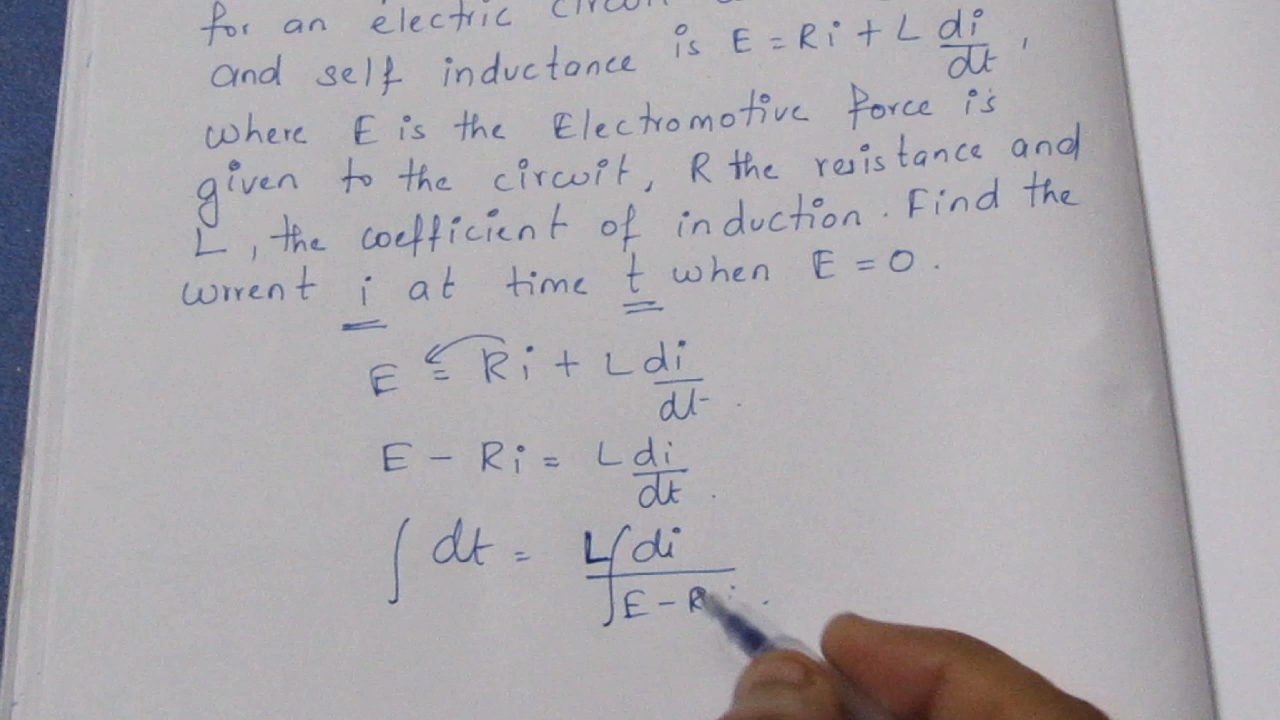 for an electric
and self inductance is E = Ri + L di/dt ,
where E is the Electromotive force is
given to the circuit, R the resistance and
L, the coefficient of induction. Find the
current i at time t when E = 0.
E = Ri + L di/dt .
E - Ri = L di/dt .
∫ dt = L ∫ di / E - R